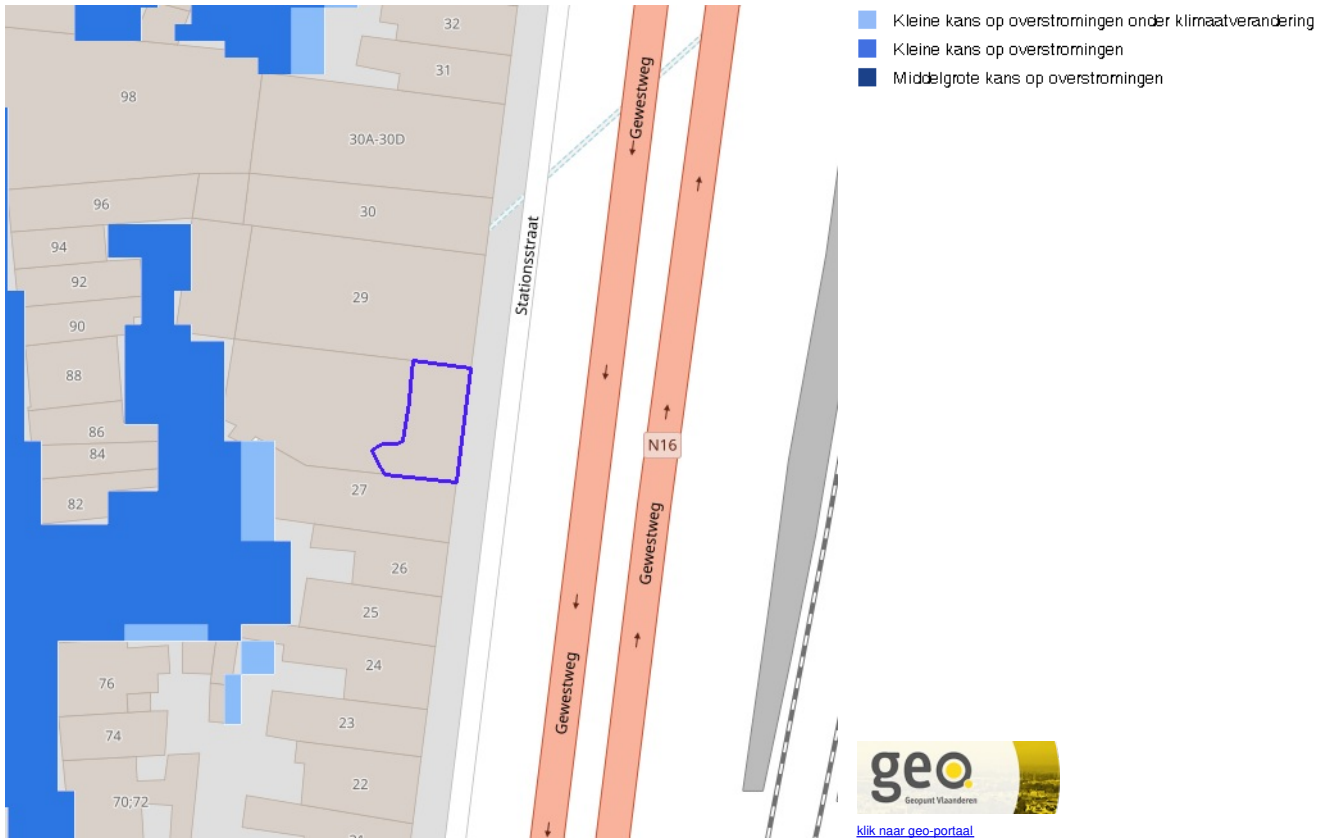 Kleine kans op overstromingen onder klimaatverandering
Kleine kans op overstromingen
Middelgrote kans op overstromingen
32
31
98
30A-30D
96
30
94
92
29
90
88
86
84
82
27
26
25
24
76
23
74
22
70;72
Stationsstraat
Gewestweg
N16
Gewestweg
Gewestweg
geo
Geopunt Vlaanderen
klik naar geo-portaal